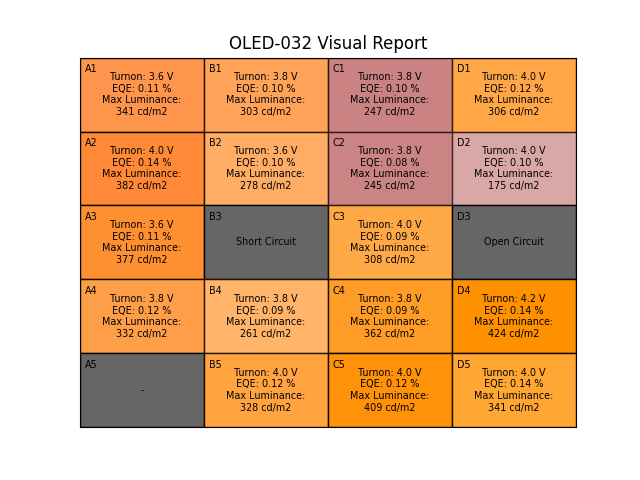 OLED-032 Visual Report
A1
Turnon: 3.6 V
EQE: 0.11 %
Max Luminance:
341 cd/m2
B1
Turnon: 3.8 V
EQE: 0.10 %
Max Luminance:
303 cd/m2
C1
Turnon: 3.8 V
EQE: 0.10 %
Max Luminance:
247 cd/m2
D1
Turnon: 4.0 V
EQE: 0.12 %
Max Luminance:
306 cd/m2
A2
Turnon: 4.0 V
EQE: 0.14 %
Max Luminance:
382 cd/m2
B2
Turnon: 3.6 V
EQE: 0.10 %
Max Luminance:
278 cd/m2
C2
Turnon: 3.8 V
EQE: 0.08 %
Max Luminance:
245 cd/m2
D2
Turnon: 4.0 V
EQE: 0.10 %
Max Luminance:
175 cd/m2
A3
Turnon: 3.6 V
EQE: 0.11 %
Max Luminance:
377 cd/m2
B3
Short Circuit
C3
Turnon: 4.0 V
EQE: 0.09 %
Max Luminance:
308 cd/m2
D3
Open Circuit
A4
Turnon: 3.8 V
EQE: 0.12 %
Max Luminance:
332 cd/m2
B4
Turnon: 3.8 V
EQE: 0.09 %
Max Luminance:
261 cd/m2
C4
Turnon: 3.8 V
EQE: 0.09 %
Max Luminance:
362 cd/m2
D4
Turnon: 4.2 V
EQE: 0.14 %
Max Luminance:
424 cd/m2
A5
-
B5
Turnon: 4.0 V
EQE: 0.12 %
Max Luminance:
328 cd/m2
C5
Turnon: 4.0 V
EQE: 0.12 %
Max Luminance:
409 cd/m2
D5
Turnon: 4.0 V
EQE: 0.14 %
Max Luminance:
341 cd/m2